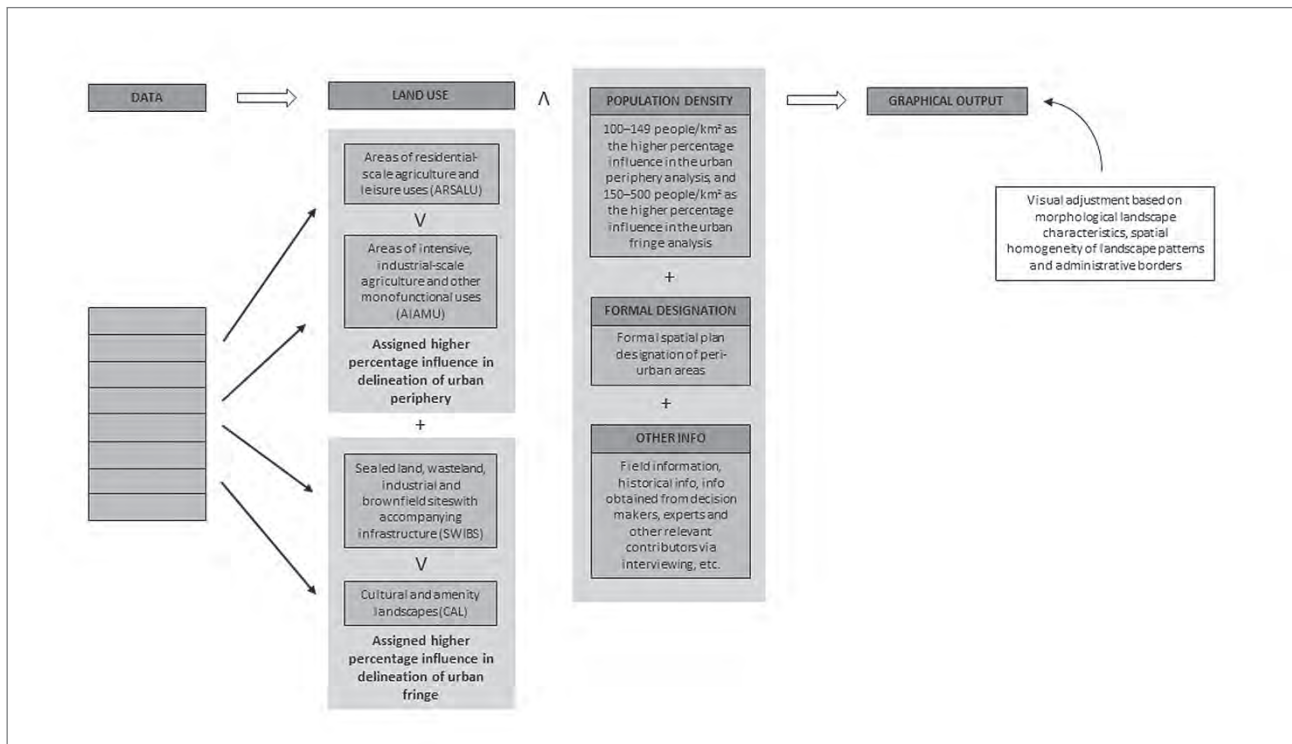 DATA
LAND USE
Λ
Areas of residential-
scale agriculture and
leisure uses (ARSALU)
V
Areas of intensive,
industrial-scale
agriculture and other
monofunctional uses
(AIAMU)
Assigned higher
percentage influence in
delineation of urban
periphery
+
Sealed land, wasteland,
industrial and
brownfield sites with
accompanying
infrastructure (SWIBS)
V
Cultural and amenity
landscapes (CAL)
Assigned higher
percentage influence in
delineation of urban
fringe
POPULATION DENSITY
100–149 people/km² as
the higher percentage
influence in the urban
periphery analysis, and
150–500 people/km² as
the higher percentage
influence in the urban
fringe analysis
+
FORMAL DESIGNATION
Formal spatial plan
designation of peri-
urban areas
+
OTHER INFO
Field information,
historical info, info
obtained from decision
makers, experts and
other relevant
contributors via
interviewing, etc.
GRAPHICAL OUTPUT
Visual adjustment based on
morphological landscape
characteristics, spatial
homogeneity of landscape patterns
and administrative borders